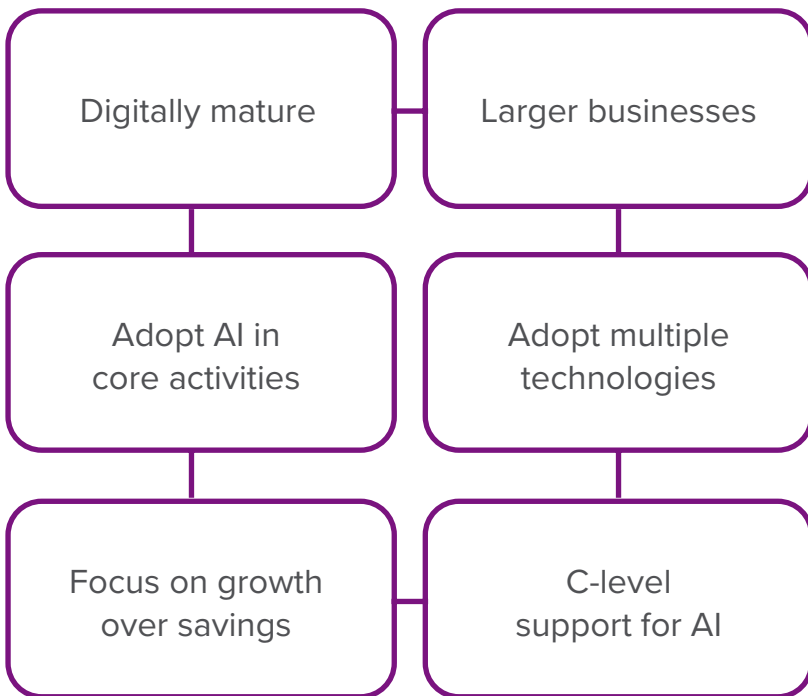 Digitally mature
Larger businesses
Adopt AI in
core activities
Adopt multiple
technologies
Focus on growth
over savings
C-level
support for AI